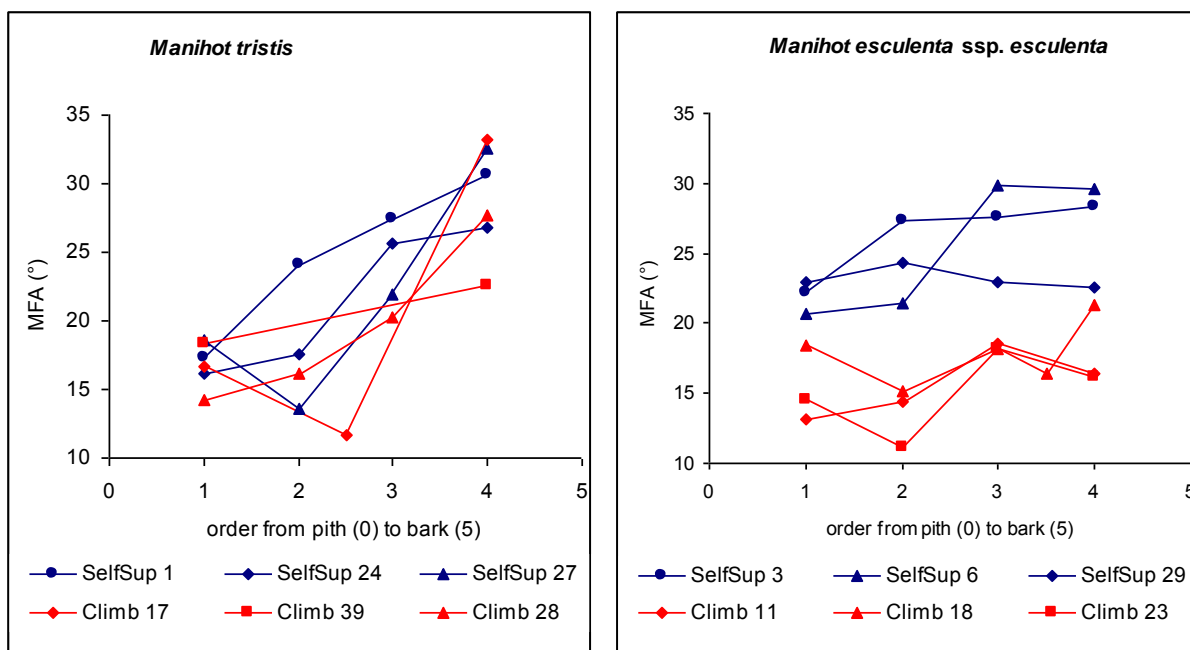 Manihot tristis
35
30
25
20
15
10
MFA (°)
0 1 2 3 4 5
order from pith (0) to bark (5)
SelfSup 1 SelfSup 24 SelfSup 27
Climb 17 Climb 39 Climb 28
Manihot esculenta ssp. esculenta
35
30
25
20
15
10
MFA (°)
0 1 2 3 4 5
order from pith (0) to bark (5)
SelfSup 3 SelfSup 6 SelfSup 29
Climb 11 Climb 18 Climb 23